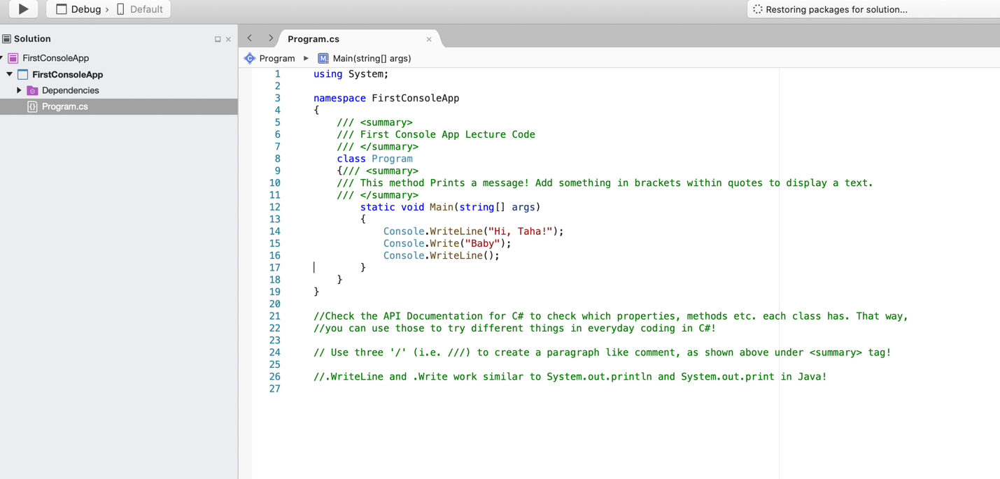 Debug › Default
Restoring packages for solution...
Solution
Program.cs
FirstConsoleApp
Program ▸ Main(string[] args)
FirstConsoleApp
Dependencies
Program.cs
1 using System;
2
3 namespace FirstConsoleApp
4 {
5 /// <summary>
6 /// First Console App Lecture Code
7 /// </summary>
8 class Program
9 {/// <summary>
10 /// This method Prints a message! Add something in brackets within quotes to display a text.
11 /// </summary>
12 static void Main(string[] args)
13 {
14 Console.WriteLine("Hi, Taha!");
15 Console.Write("Baby");
16 Console.WriteLine();
17 }
18 }
19 }
20
21 //Check the API Documentation for C# to check which properties, methods etc. each class has. That way,
22 //you can use those to try different things in everyday coding in C#!
23
24 // Use three '/' (i.e. ///) to create a paragraph like comment, as shown above under <summary> tag!
25
26 //.WriteLine and .Write work similar to System.out.println and System.out.print in Java!
27